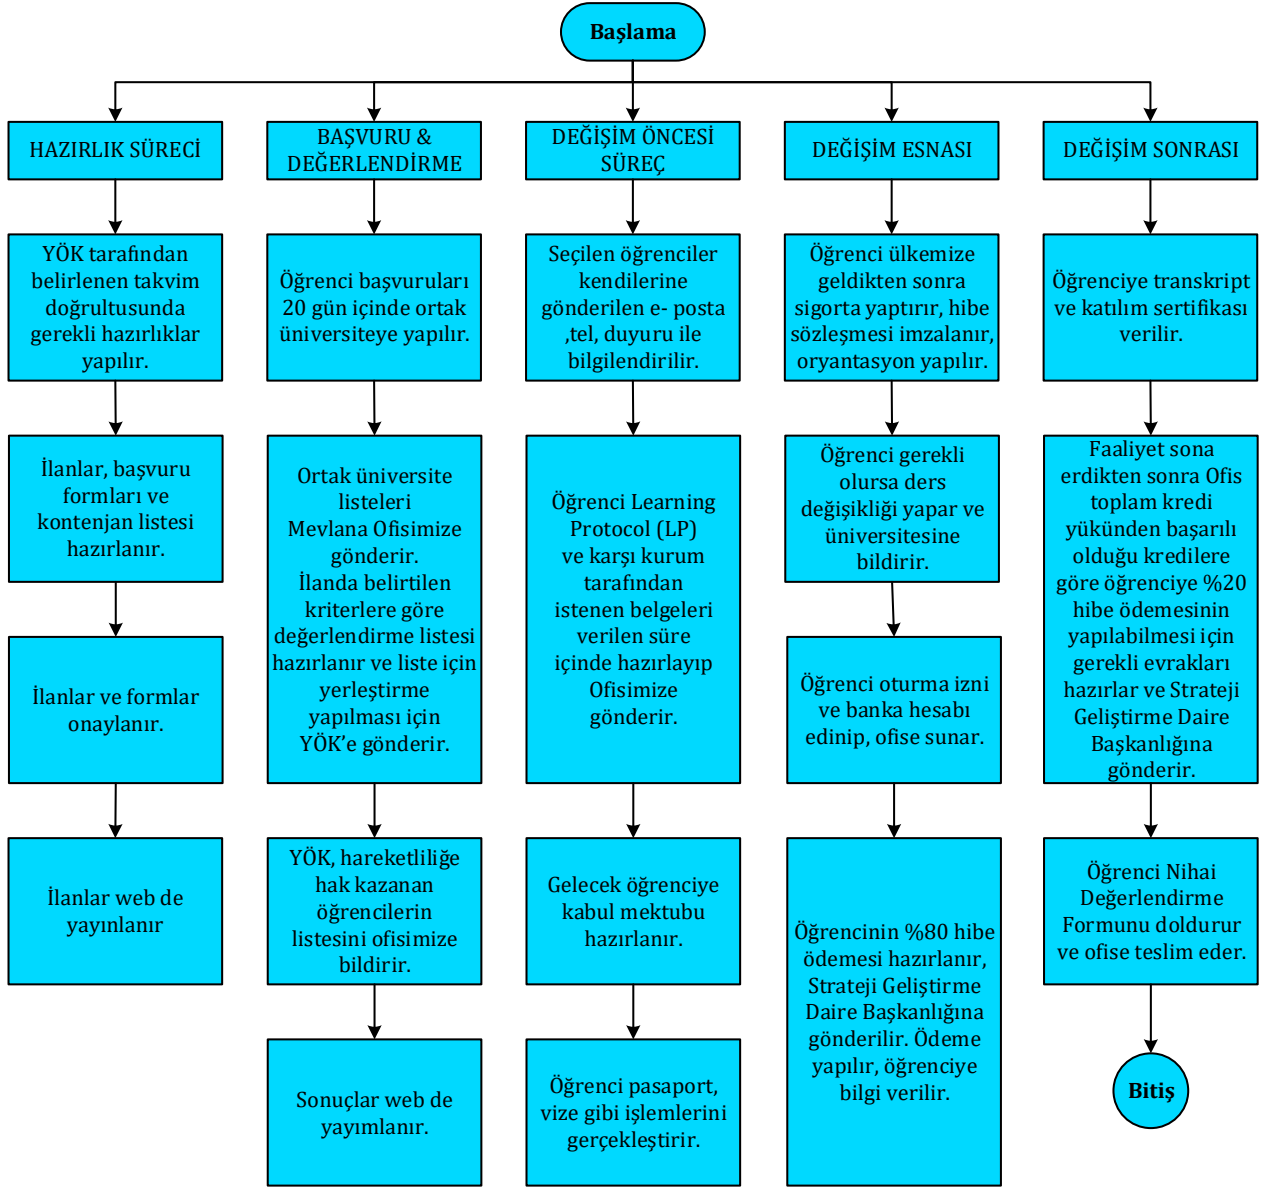 Başlama
HAZIRLIK SÜRECİ
YÖK tarafından
belirlenen takvim
doğrultusunda
gerekli hazırlıklar
yapılır.
İlanlar, başvuru
formları ve
kontenjan listesi
hazırlanır.
İlanlar ve formlar
onaylanır.
İlanlar web de
yayınlanır
BAŞVURU &
DEĞERLENDİRME
Öğrenci başvuruları
20 gün içinde ortak
üniversiteye yapılır.
Ortak üniversite
listeleri
Mevlana Ofisimize
gönderir.
İlanda belirtilen
kriterlere göre
değerlendirme listesi
hazırlanır ve liste için
yerleştirme
yapılması için
YÖK’e gönderir.
YÖK, hareketliliğe
hak kazanan
öğrencilerin
listesini ofisimize
bildirir.
Sonuçlar web de
yayımlanır.
DEĞİŞİM ÖNCESİ
SÜREÇ
Seçilen öğrenciler
kendilerine
gönderilen e- posta
,tel, duyuru ile
bilgilendirilir.
Öğrenci Learning
Protocol (LP)
ve karşı kurum
tarafından
istenen belgeleri
verilen süre
içinde hazırlayıp
Ofisimize
gönderir.
Gelecek öğrenciye
kabul mektubu
hazırlanır.
Öğrenci pasaport,
vize gibi işlemlerini
gerçekleştirir.
DEĞİŞİM ESNASI
Öğrenci ülkemize
geldikten sonra
sigorta yaptırır, hibe
sözleşmesi imzalanır,
oryantasyon yapılır.
Öğrenci gerekli
olursa ders
değişikliği yapar ve
üniversitesine
bildirir.
Öğrenci oturma izni
ve banka hesabı
edinip, ofise sunar.
Öğrencinin %80 hibe
ödemesi hazırlanır,
Strateji Geliştirme
Daire Başkanlığına
gönderilir. Ödeme
yapılır, öğrenciye
bilgi verilir.
DEĞİŞİM SONRASI
Öğrenciye transkript
ve katılım sertifikası
verilir.
Faaliyet sona
erdikten sonra Ofis
toplam kredi
yükünden başarılı
olduğu kredilere
göre öğrenciye %20
hibe ödemesinin
yapılabilmesi için
gerekli evrakları
hazırlar ve Strateji
Geliştirme Daire
Başkanlığına
gönderir.
Öğrenci Nihai
Değerlendirme
Formunu doldurur
ve ofise teslim eder.
Bitiş